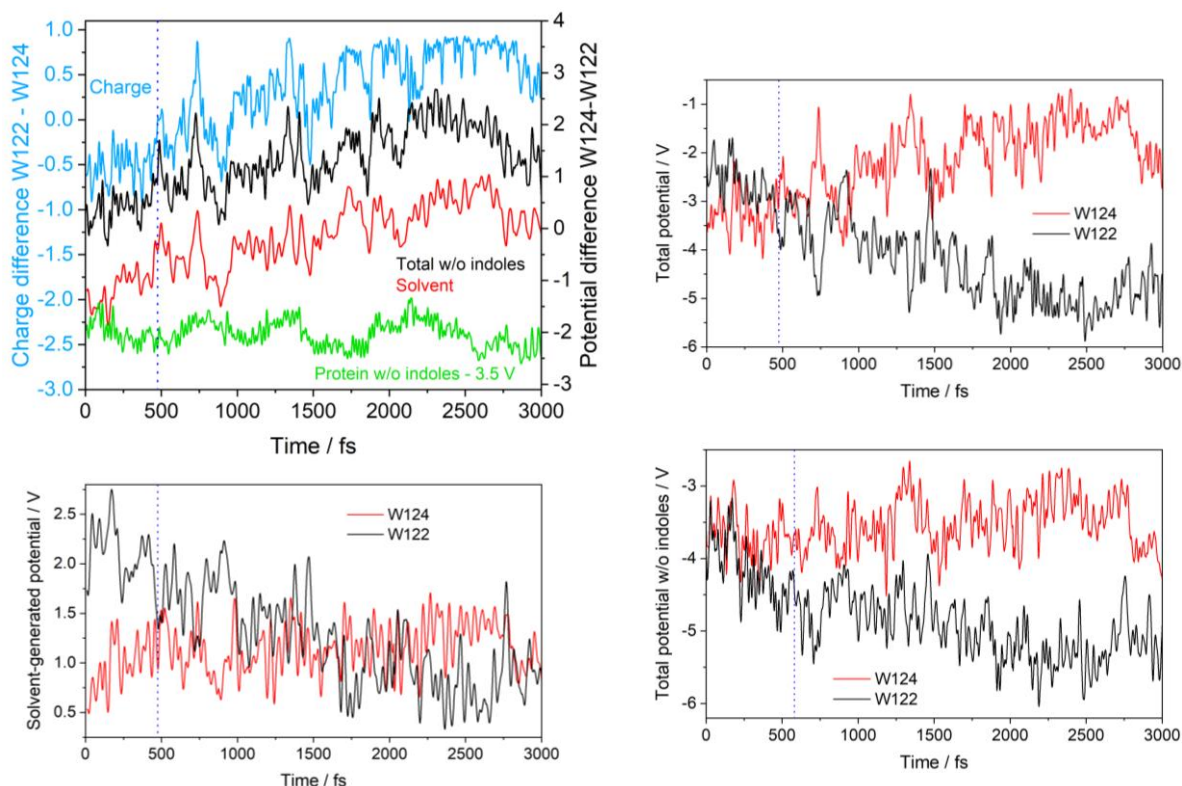 Charge difference W122 - W124
1.0
0.5
0.0
-0.5
-1.0
-1.5
-2.0
-2.5
-3.0
Charge
Total w/o indoles
Solvent
Protein w/o indoles - 3.5 V
4
3
2
1
0
-1
-2
-3
Potential difference W124-W122
0 500 1000 1500 2000 2500 3000
Time / fs
Total potential / V
-1
-2
-3
-4
-5
-6
W124
W122
0 500 1000 1500 2000 2500 3000
Time / fs
Solvent-generated potential / V
2.5
2.0
1.5
1.0
0.5
W124
W122
0 500 1000 1500 2000 2500 3000
Time / fs
Total potential w/o indoles / V
-3
-4
-5
-6
W124
W122
0 500 1000 1500 2000 2500 3000
Time / fs